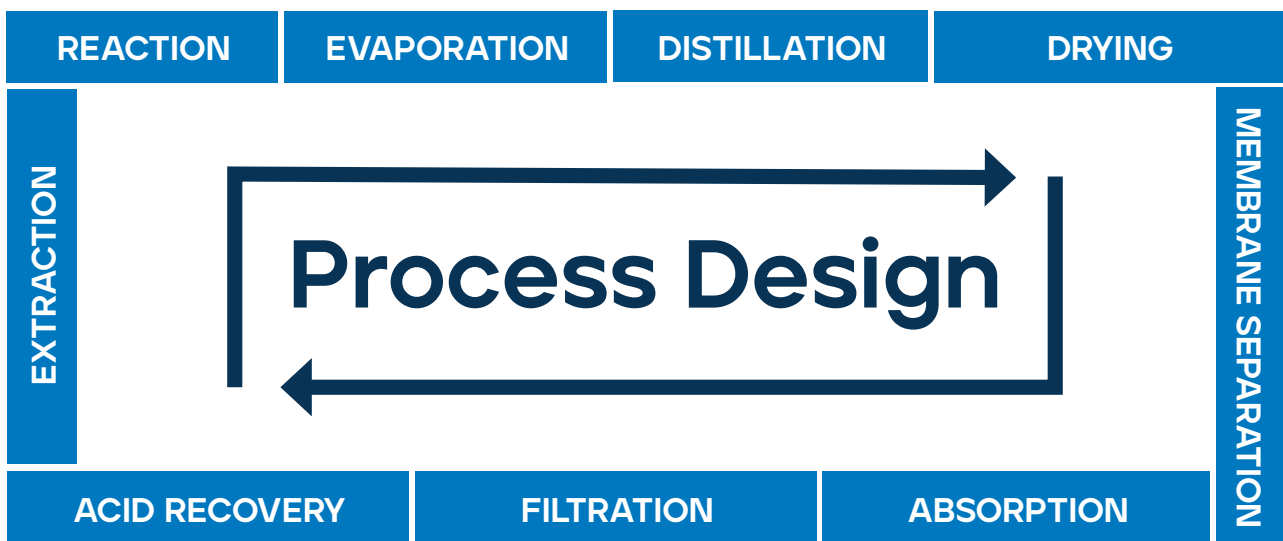 REACTION
EVAPORATION
DISTILLATION
DRYING
EXTRACTION
Process Design
MEMBRANE SEPARATION
ACID RECOVERY
FILTRATION
ABSORPTION